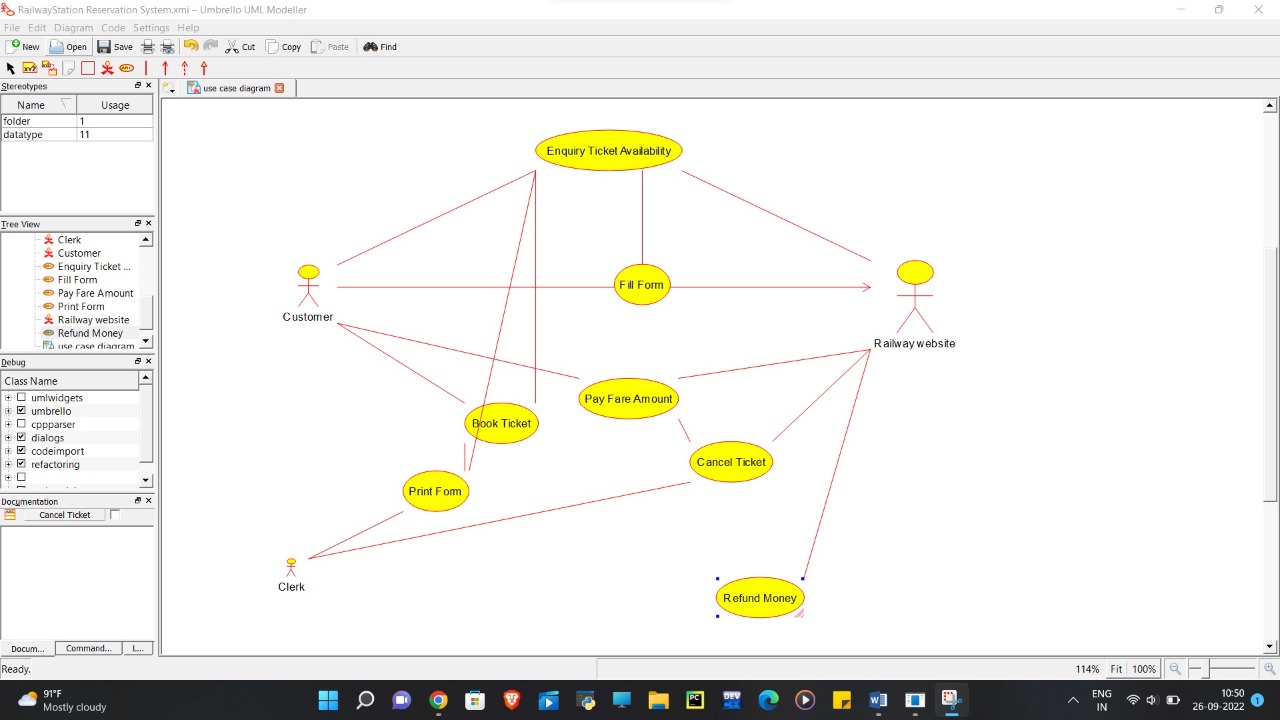 RailwayStation Reservation System.xmi – Umbrello UML Modeller
File Edit Diagram Code Settings Help
New Open Save Cut Copy Paste Find
Stereotypes
Name Usage
folder 1
datatype 11
Tree View
Clerk
Customer
Enquiry Ticket ...
Fill Form
Pay Fare Amount
Print Form
Railway website
Refund Money
use case diagram
Debug
Class Name
umlwidgets
umbrello
cppparser
dialogs
codeimport
refactoring
Documentation
Cancel Ticket
Docum... Command... L...
use case diagram
Enquiry Ticket Availability
Fill Form
Customer
Railway website
Pay Fare Amount
Book Ticket
Cancel Ticket
Print Form
Clerk
Refund Money
Ready.
114% Fit 100%
91°F
Mostly cloudy
PC
DEV
ENG
IN
10:50
26-09-2022
1